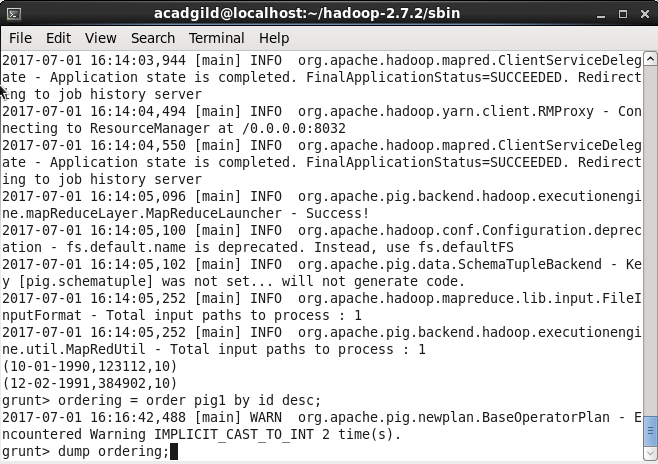 acadgild@localhost:~/hadoop-2.7.2/sbin
File Edit View Search Terminal Help
2017-07-01 16:14:03,944 [main] INFO  org.apache.hadoop.mapred.ClientServiceDeleg
ate - Application state is completed. FinalApplicationStatus=SUCCEEDED. Redirect
ing to job history server
2017-07-01 16:14:04,494 [main] INFO  org.apache.hadoop.yarn.client.RMProxy - Con
necting to ResourceManager at /0.0.0.0:8032
2017-07-01 16:14:04,550 [main] INFO  org.apache.hadoop.mapred.ClientServiceDeleg
ate - Application state is completed. FinalApplicationStatus=SUCCEEDED. Redirect
ing to job history server
2017-07-01 16:14:05,096 [main] INFO  org.apache.pig.backend.hadoop.executionengi
ne.mapReduceLayer.MapReduceLauncher - Success!
2017-07-01 16:14:05,100 [main] INFO  org.apache.hadoop.conf.Configuration.deprec
ation - fs.default.name is deprecated. Instead, use fs.defaultFS
2017-07-01 16:14:05,102 [main] INFO  org.apache.pig.data.SchemaTupleBackend - Ke
y [pig.schematuple] was not set... will not generate code.
2017-07-01 16:14:05,252 [main] INFO  org.apache.hadoop.mapreduce.lib.input.FileI
nputFormat - Total input paths to process : 1
2017-07-01 16:14:05,252 [main] INFO  org.apache.pig.backend.hadoop.executionengi
ne.util.MapRedUtil - Total input paths to process : 1
(10-01-1990,123112,10)
(12-02-1991,384902,10)
grunt> ordering = order pig1 by id desc;
2017-07-01 16:16:42,488 [main] WARN  org.apache.pig.newplan.BaseOperatorPlan - E
ncountered Warning IMPLICIT_CAST_TO_INT 2 time(s).
grunt> dump ordering;